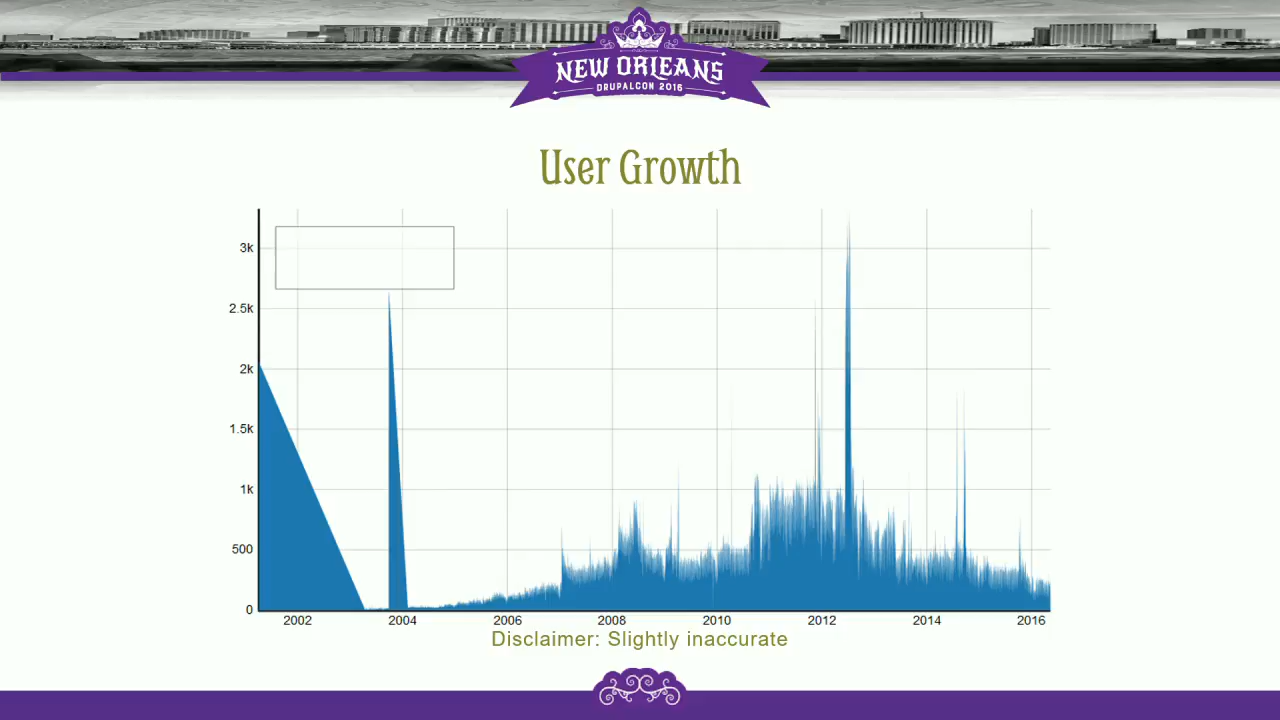 NEW ORLEANS
DRUPALCON 2016
User Growth
3k
2.5k
2k
1.5k
1k
500
0
2002 2004 2006 2008 2010 2012 2014 2016
Disclaimer: Slightly inaccurate